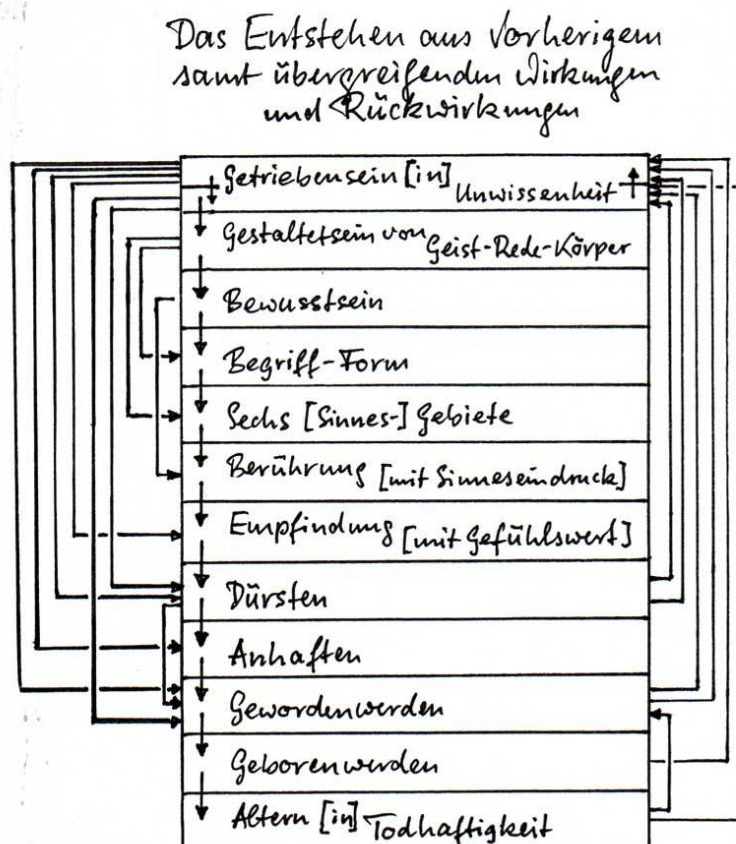 Das Entstehen aus Vorherigem
samt übergreifenden Wirkungen
und Rückwirkungen
Getriebensein [in] Unwissenheit
Gestaltetsein von Geist-Rede-Körper
Bewusstsein
Begriff-Form
Sechs [Sinnes-] Gebiete
Berührung [mit Sinneseindruck]
Empfindung [mit Gefühlswert]
Dürsten
Anhaften
Gewordenwerden
Geborenwerden
Altern [in] Todhaftigkeit